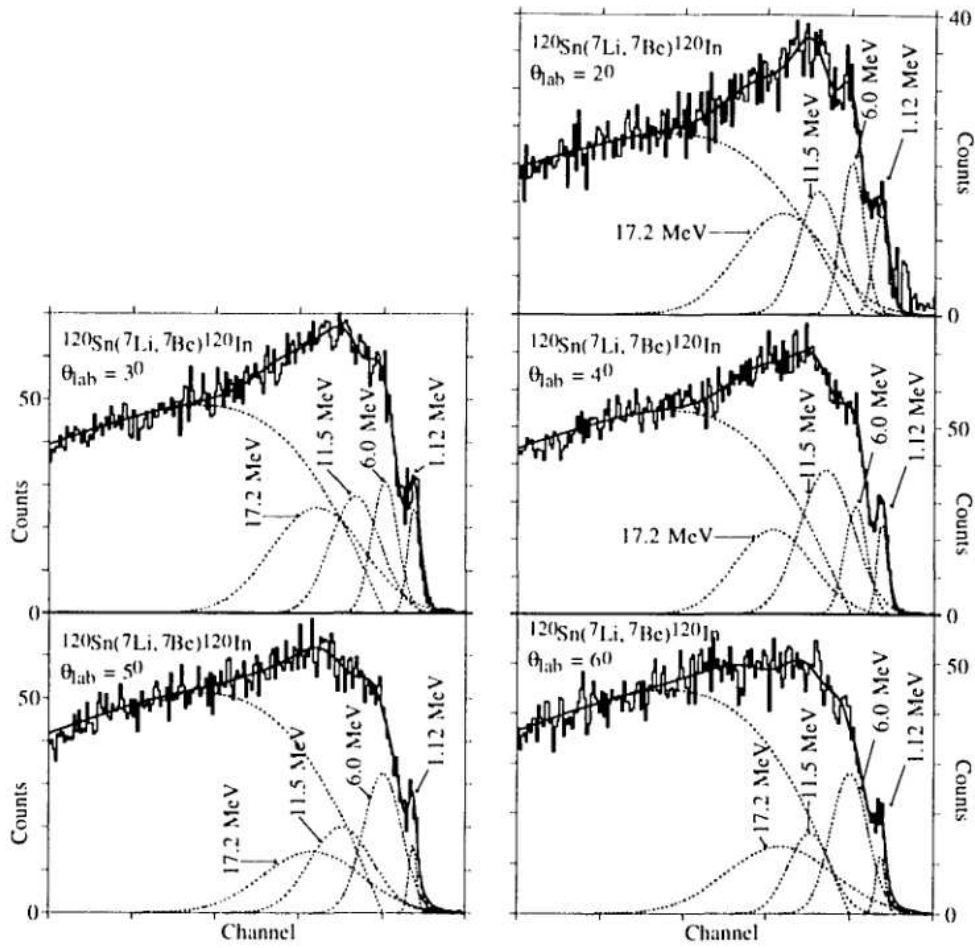 ¹²⁰Sn(⁷Li, ⁷Be)¹²⁰In
θlab = 2⁰
40
17.2 MeV
11.5 MeV
6.0 MeV
1.12 MeV
Counts
0
¹²⁰Sn(⁷Li, ⁷Be)¹²⁰In
θlab = 3⁰
50
17.2 MeV
11.5 MeV
6.0 MeV
1.12 MeV
Counts
0
¹²⁰Sn(⁷Li, ⁷Be)¹²⁰In
θlab = 4⁰
17.2 MeV
11.5 MeV
6.0 MeV
1.12 MeV
50
Counts
0
¹²⁰Sn(⁷Li, ⁷Be)¹²⁰In
θlab = 5⁰
50
17.2 MeV
11.5 MeV
6.0 MeV
1.12 MeV
Counts
0
Channel
¹²⁰Sn(⁷Li, ⁷Be)¹²⁰In
θlab = 6⁰
50
17.2 MeV
11.5 MeV
6.0 MeV
1.12 MeV
Counts
0
Channel